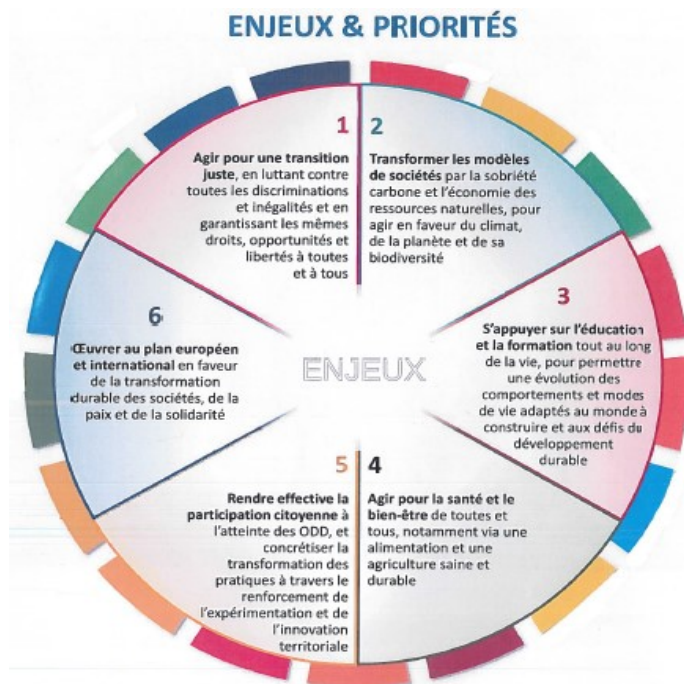 ENJEUX & PRIORITÉS
1
Agir pour une transition
juste, en luttant contre
toutes les discriminations
et inégalités et en
garantissant les mêmes
droits, opportunités et
libertés à toutes
et à tous
2
Transformer les modèles
de sociétés par la sobriété
carbone et l'économie des
ressources naturelles, pour
agir en faveur du climat,
de la planète et de sa
biodiversité
3
S'appuyer sur l'éducation
et la formation tout au long
de la vie, pour permettre
une évolution des
comportements et modes
de vie adaptés au monde à
construire et aux défis du
développement
durable
6
Œuvrer au plan européen
et international en faveur
de la transformation
durable des sociétés, de la
paix et de la solidarité
ENJEUX
5
Rendre effective la
participation citoyenne à
l'atteinte des ODD, et
concrétiser la
transformation des
pratiques à travers le
renforcement de
l'expérimentation et de
l'innovation
territoriale
4
Agir pour la santé et le
bien-être de toutes et
tous, notamment via une
alimentation et une
agriculture saine et
durable